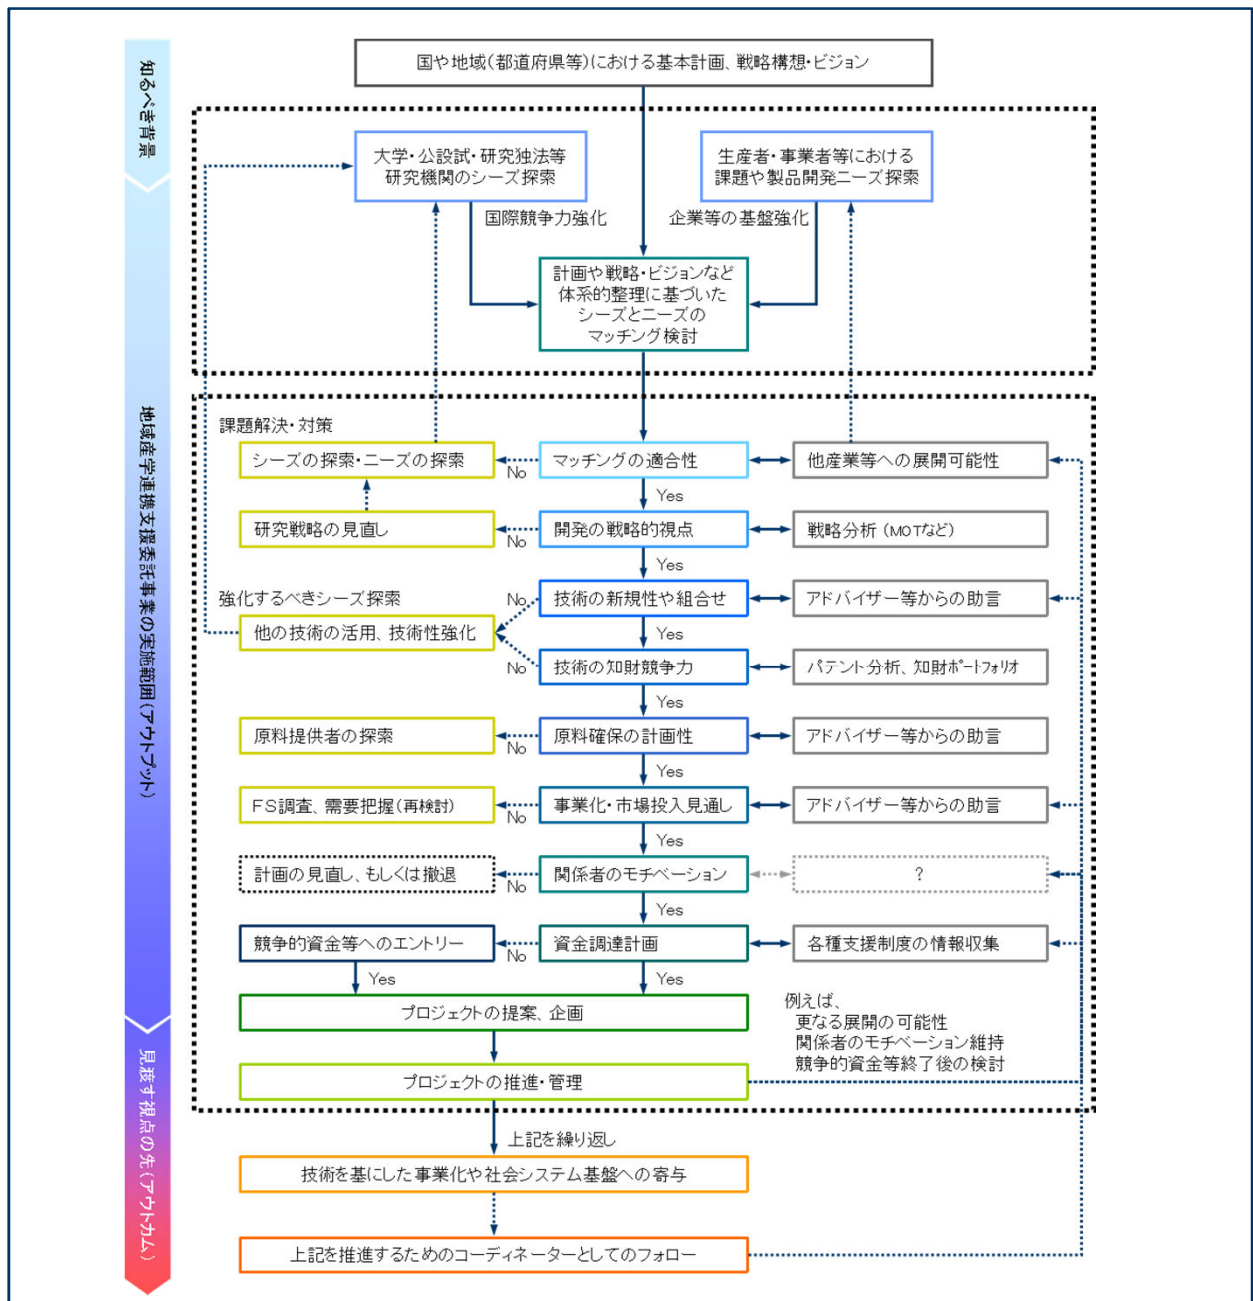 知るべき背景
地域産学連携支援委託事業の実施範囲(アウトプット)
見渡す視点の先(アウトカム)
国や地域(都道府県等)における基本計画、戦略構想・ビジョン
大学・公設試・研究独法等
研究機関のシーズ探索
生産者・事業者等における
課題や製品開発ニーズ探索
国際競争力強化
企業等の基盤強化
計画や戦略・ビジョンなど
体系的整理に基づいた
シーズとニーズの
マッチング検討
課題解決・対策
シーズの探索・ニーズの探索
No
マッチングの適合性
他産業等への展開可能性
Yes
研究戦略の見直し
No
開発の戦略的視点
戦略分析(MOTなど)
Yes
強化するべきシーズ探索
No
技術の新規性や組合せ
アドバイザー等からの助言
他の技術の活用、技術性強化
Yes
No
技術の知財競争力
パテント分析、知財ポートフォリオ
Yes
原料提供者の探索
No
原料確保の計画性
アドバイザー等からの助言
Yes
FS調査、需要把握(再検討)
No
事業化・市場投入見通し
アドバイザー等からの助言
Yes
計画の見直し、もしくは撤退
No
関係者のモチベーション
?
Yes
競争的資金等へのエントリー
No
資金調達計画
各種支援制度の情報収集
Yes
Yes
プロジェクトの提案、企画
例えば、
更なる展開の可能性
関係者のモチベーション維持
競争的資金等終了後の検討
プロジェクトの推進・管理
上記を繰り返し
技術を基にした事業化や社会システム基盤への寄与
上記を推進するためのコーディネーターとしてのフォロー